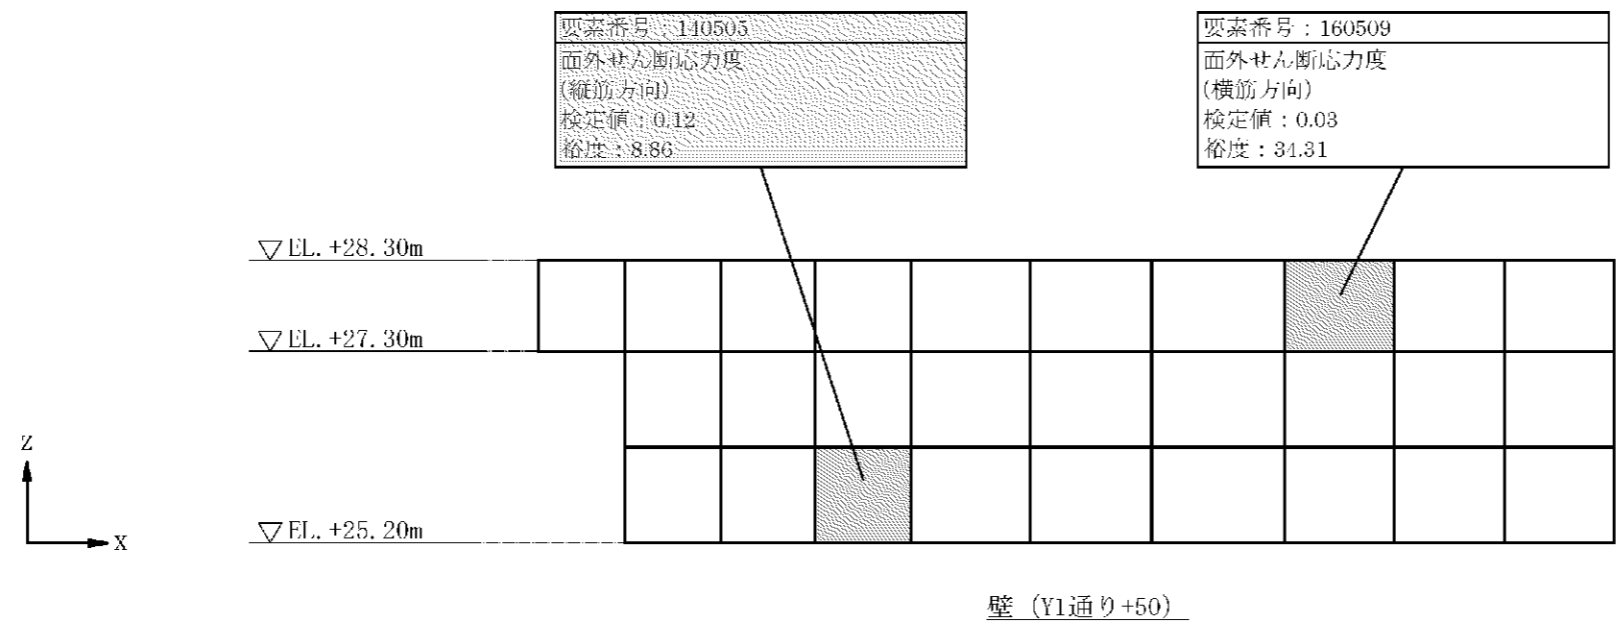 要素番号：140505
面外せん断応力度
(縦筋方向)
検定値：0.12
裕度：8.86
要素番号：160509
面外せん断応力度
(横筋方向)
検定値：0.03
裕度：34.31
▽EL.+28.30m
▽EL.+27.30m
▽EL.+25.20m
Z
X
壁（Y1通り+50）